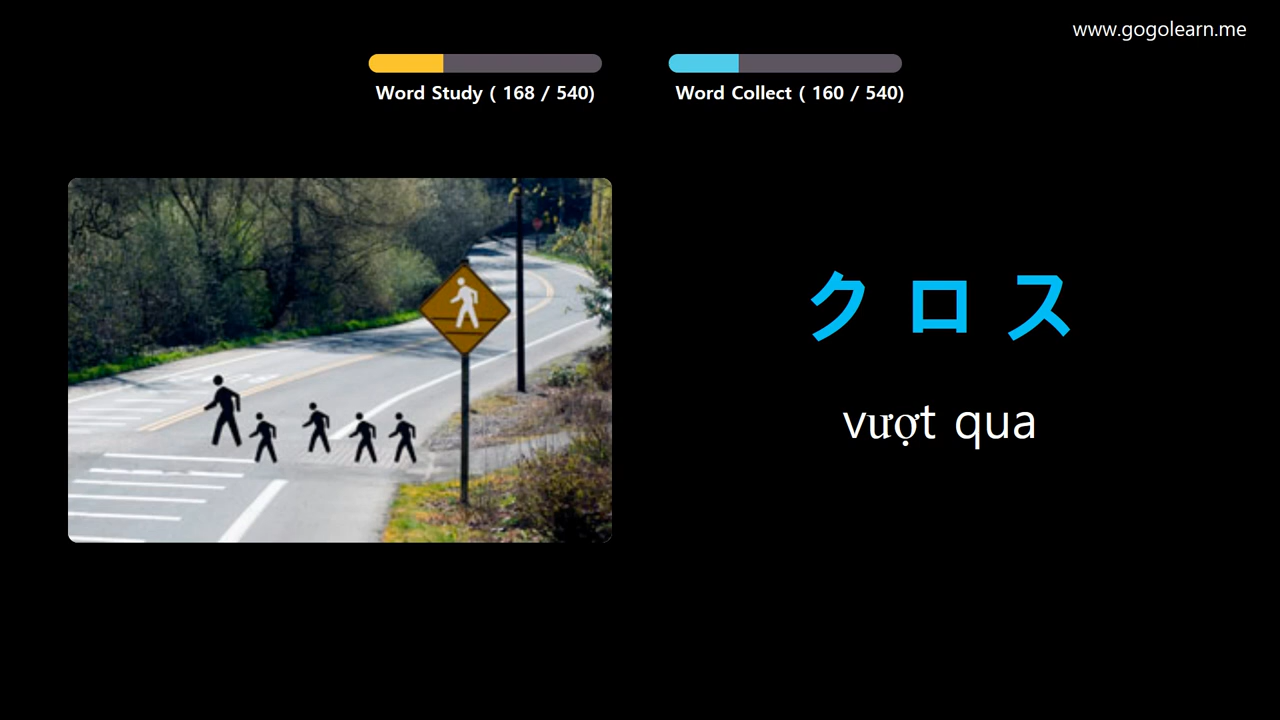 www.gogolearn.me
Word Study ( 168 / 540)
Word Collect ( 160 / 540)
クロス
vượt qua